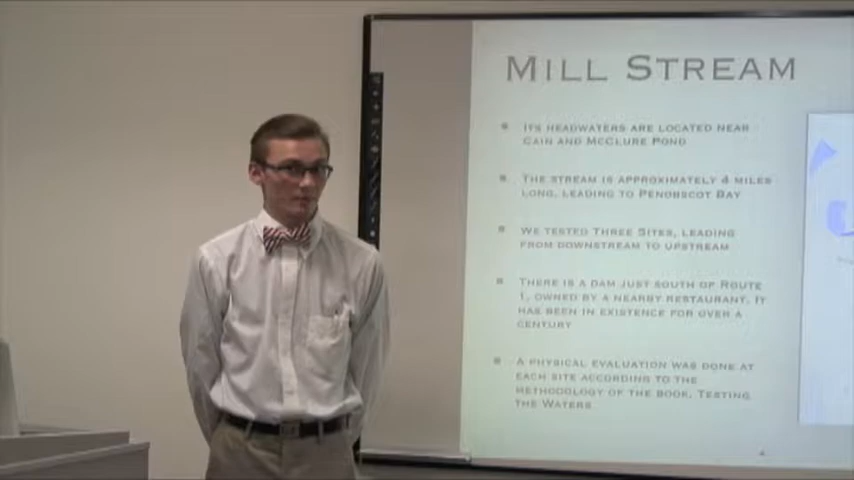 MILL STREAM
ITS HEADWATERS ARE LOCATED NEAR
CAIN AND MCCLURE POND
THE STREAM IS APPROXIMATELY 4 MILES
LONG, LEADING TO PENOBSCOT BAY
WE TESTED THREE SITES, LEADING
FROM DOWNSTREAM TO UPSTREAM
THERE IS A DAM JUST SOUTH OF ROUTE
1, OWNED BY A NEARBY RESTAURANT. IT
HAS BEEN IN EXISTENCE FOR OVER A
CENTURY
A PHYSICAL EVALUATION WAS DONE AT
EACH SITE ACCORDING TO THE
METHODOLOGY OF THE BOOK, TESTING
THE WATERS